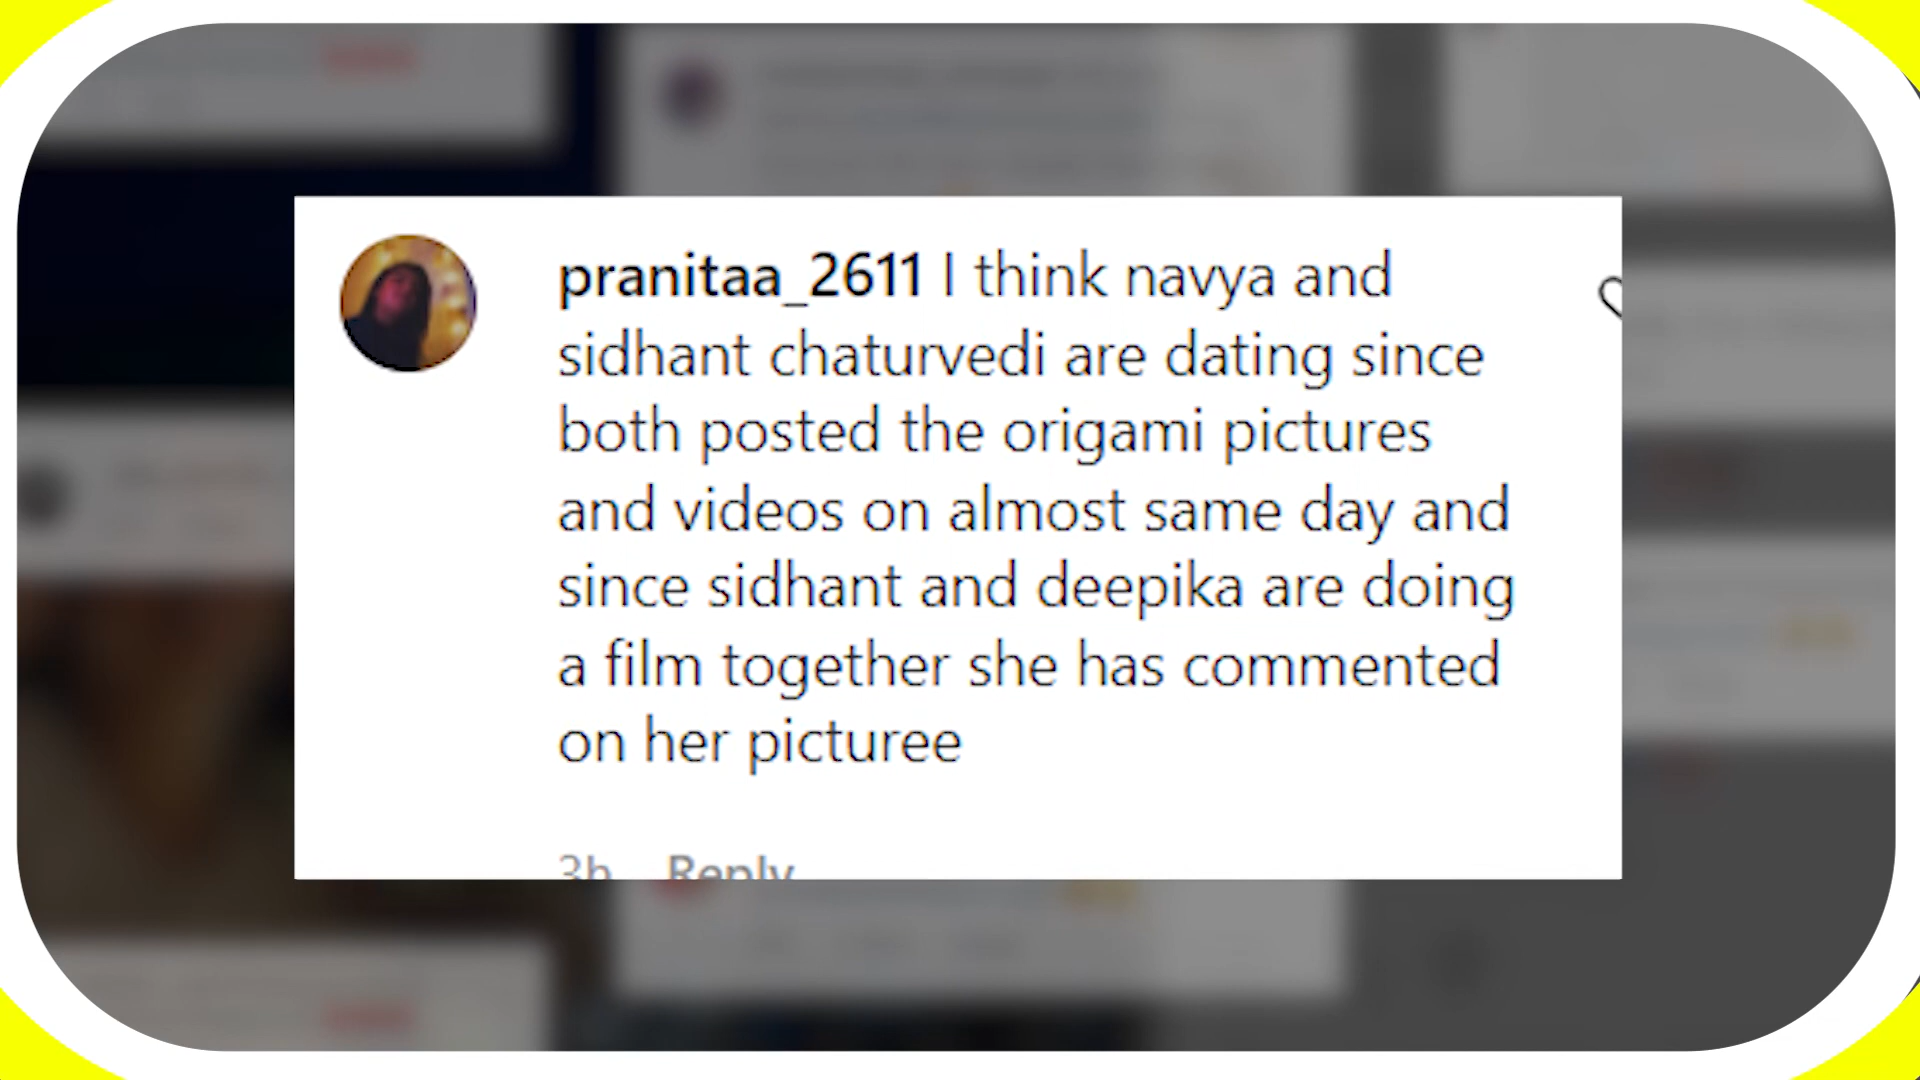 pranitaa_2611 I think navya and
sidhant chaturvedi are dating since
both posted the origami pictures
and videos on almost same day and
since sidhant and deepika are doing
a film together she has commented
on her picturee
3h Reply